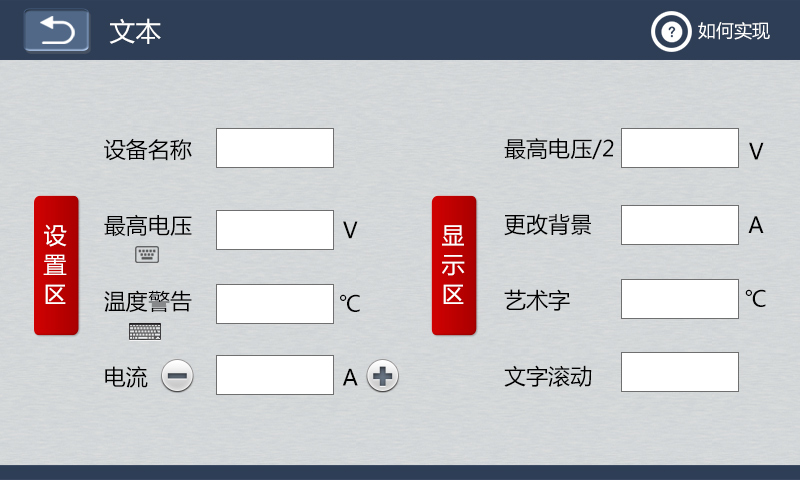 文本
如何实现
设置区
设备名称
最高电压 V
温度警告 ℃
电流 A
显示区
最高电压/2 V
更改背景 A
艺术字 ℃
文字滚动